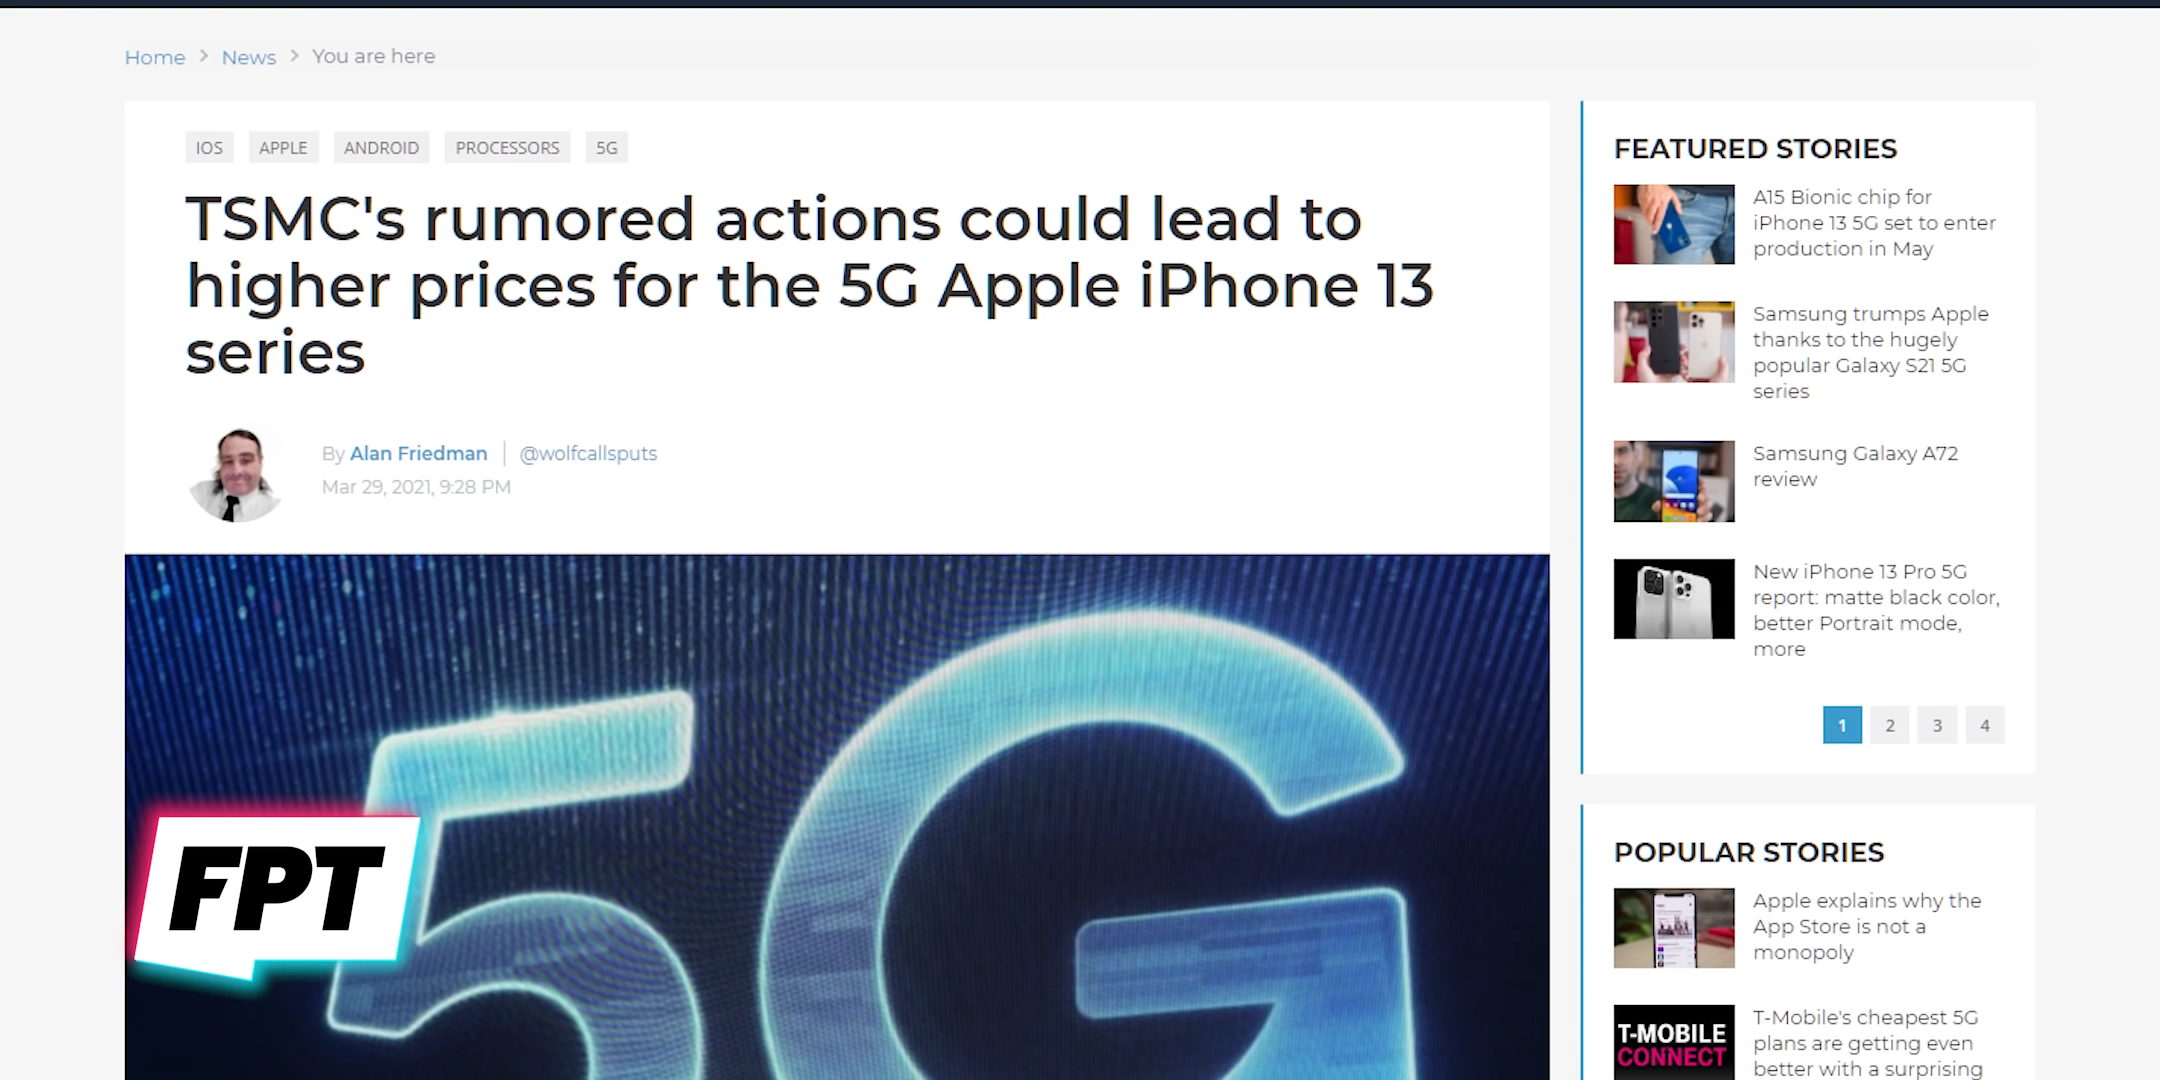 Home > News > You are here
IOS APPLE ANDROID PROCESSORS 5G
TSMC's rumored actions could lead to
higher prices for the 5G Apple iPhone 13
series
By Alan Friedman | @wolfcallsputs
Mar 29, 2021, 9:28 PM
5G
FPT
FEATURED STORIES
A15 Bionic chip for
iPhone 13 5G set to enter
production in May
Samsung trumps Apple
thanks to the hugely
popular Galaxy S21 5G
series
Samsung Galaxy A72
review
New iPhone 13 Pro 5G
report: matte black color,
better Portrait mode,
more
1 2 3 4
POPULAR STORIES
Apple explains why the
App Store is not a
monopoly
T-MOBILE
CONNECT
T-Mobile's cheapest 5G
plans are getting even
better with a surprising